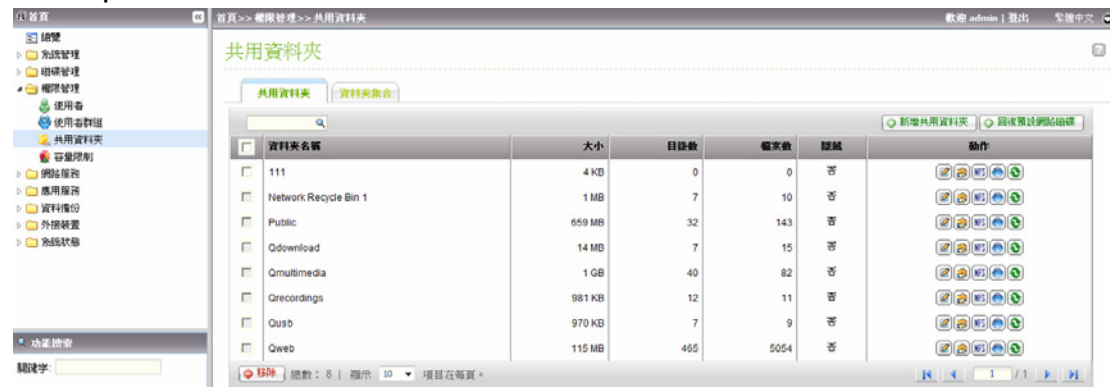 首頁
首頁>> 權限管理>> 共用資料夾
歡迎 admin | 登出 繁體中文
總覽
系統管理
磁碟管理
權限管理
使用者
使用者群組
共用資料夾
容量限制
網路服務
應用服務
資料備份
外接裝置
系統狀態
功能搜索
關鍵字:
共用資料夾
共用資料夾 資料夾集合
新增共用資料夾 回復預設網路磁碟
資料夾名稱 大小 目錄數 檔案數 隱藏 動作
111 4 KB 0 0 否 NFS
Network Recycle Bin 1 1 MB 7 10 否 NFS
Public 659 MB 32 143 否 NFS
Qdownload 14 MB 7 15 否 NFS
Qmultimedia 1 GB 40 82 否 NFS
Qrecordings 981 KB 12 11 否 NFS
Qusb 970 KB 7 9 否 NFS
Qweb 115 MB 465 5054 否 NFS
移除 總數: 8 | 顯示 10 項目在每頁。 1 / 1